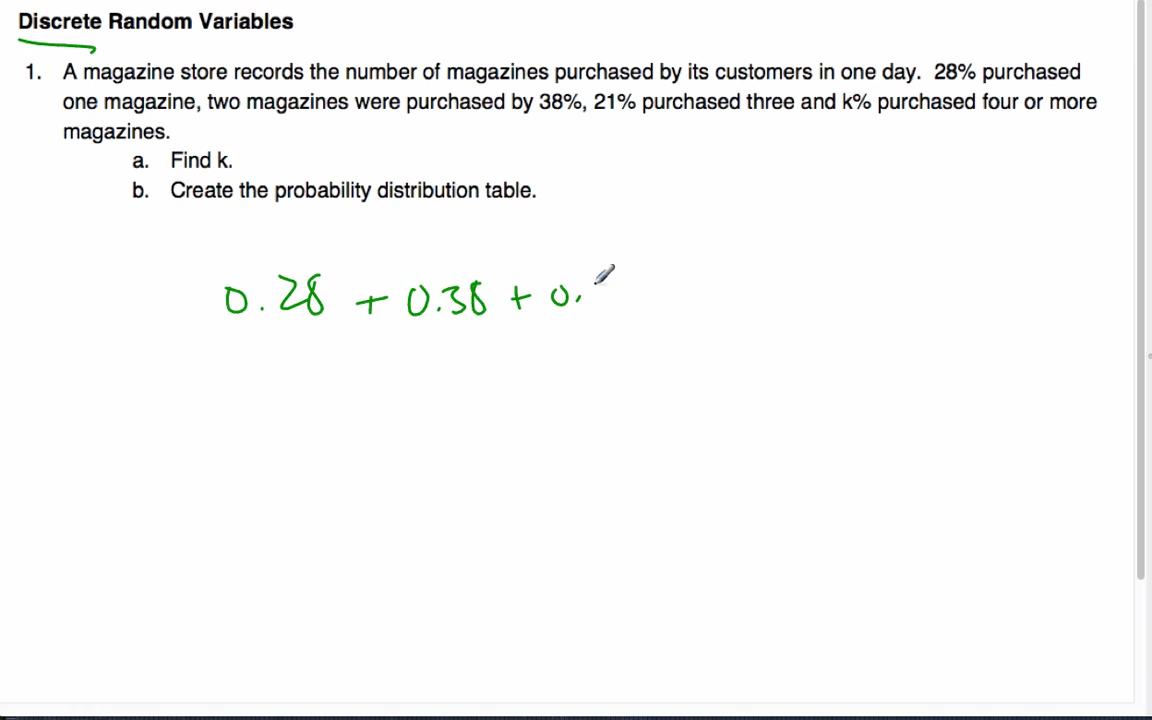 Discrete Random Variables
1. A magazine store records the number of magazines purchased by its customers in one day. 28% purchased
one magazine, two magazines were purchased by 38%, 21% purchased three and k% purchased four or more
magazines.
a. Find k.
b. Create the probability distribution table.
0.28 + 0.38 + 0.